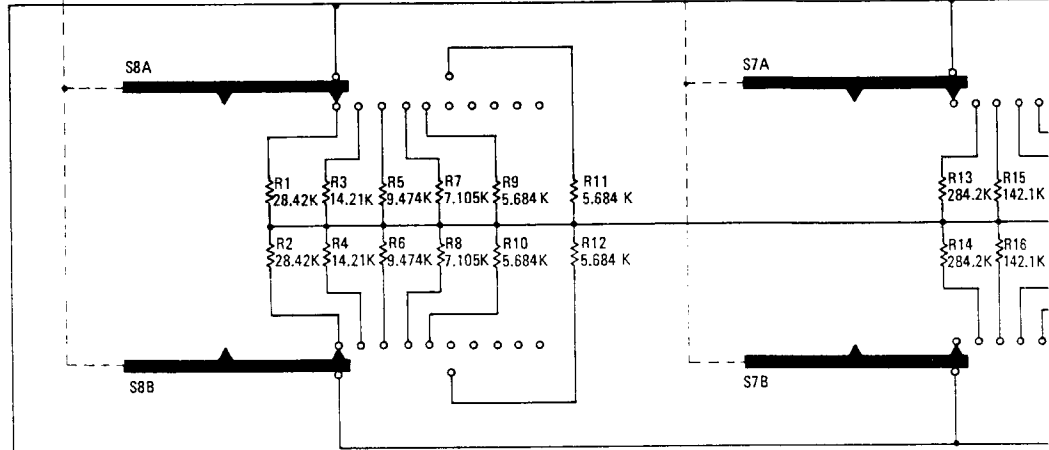 S8A
S7A
R1
28.42K
R3
14.21K
R5
9.474K
R7
7.105K
R9
5.684 K
R11
5.684 K
R13
284.2K
R15
142.1K
R2
28.42K
R4
14.21K
R6
9.474K
R8
7.105K
R10
5.684K
R12
5.684 K
R14
284.2K
R16
142.1K
S8B
S7B